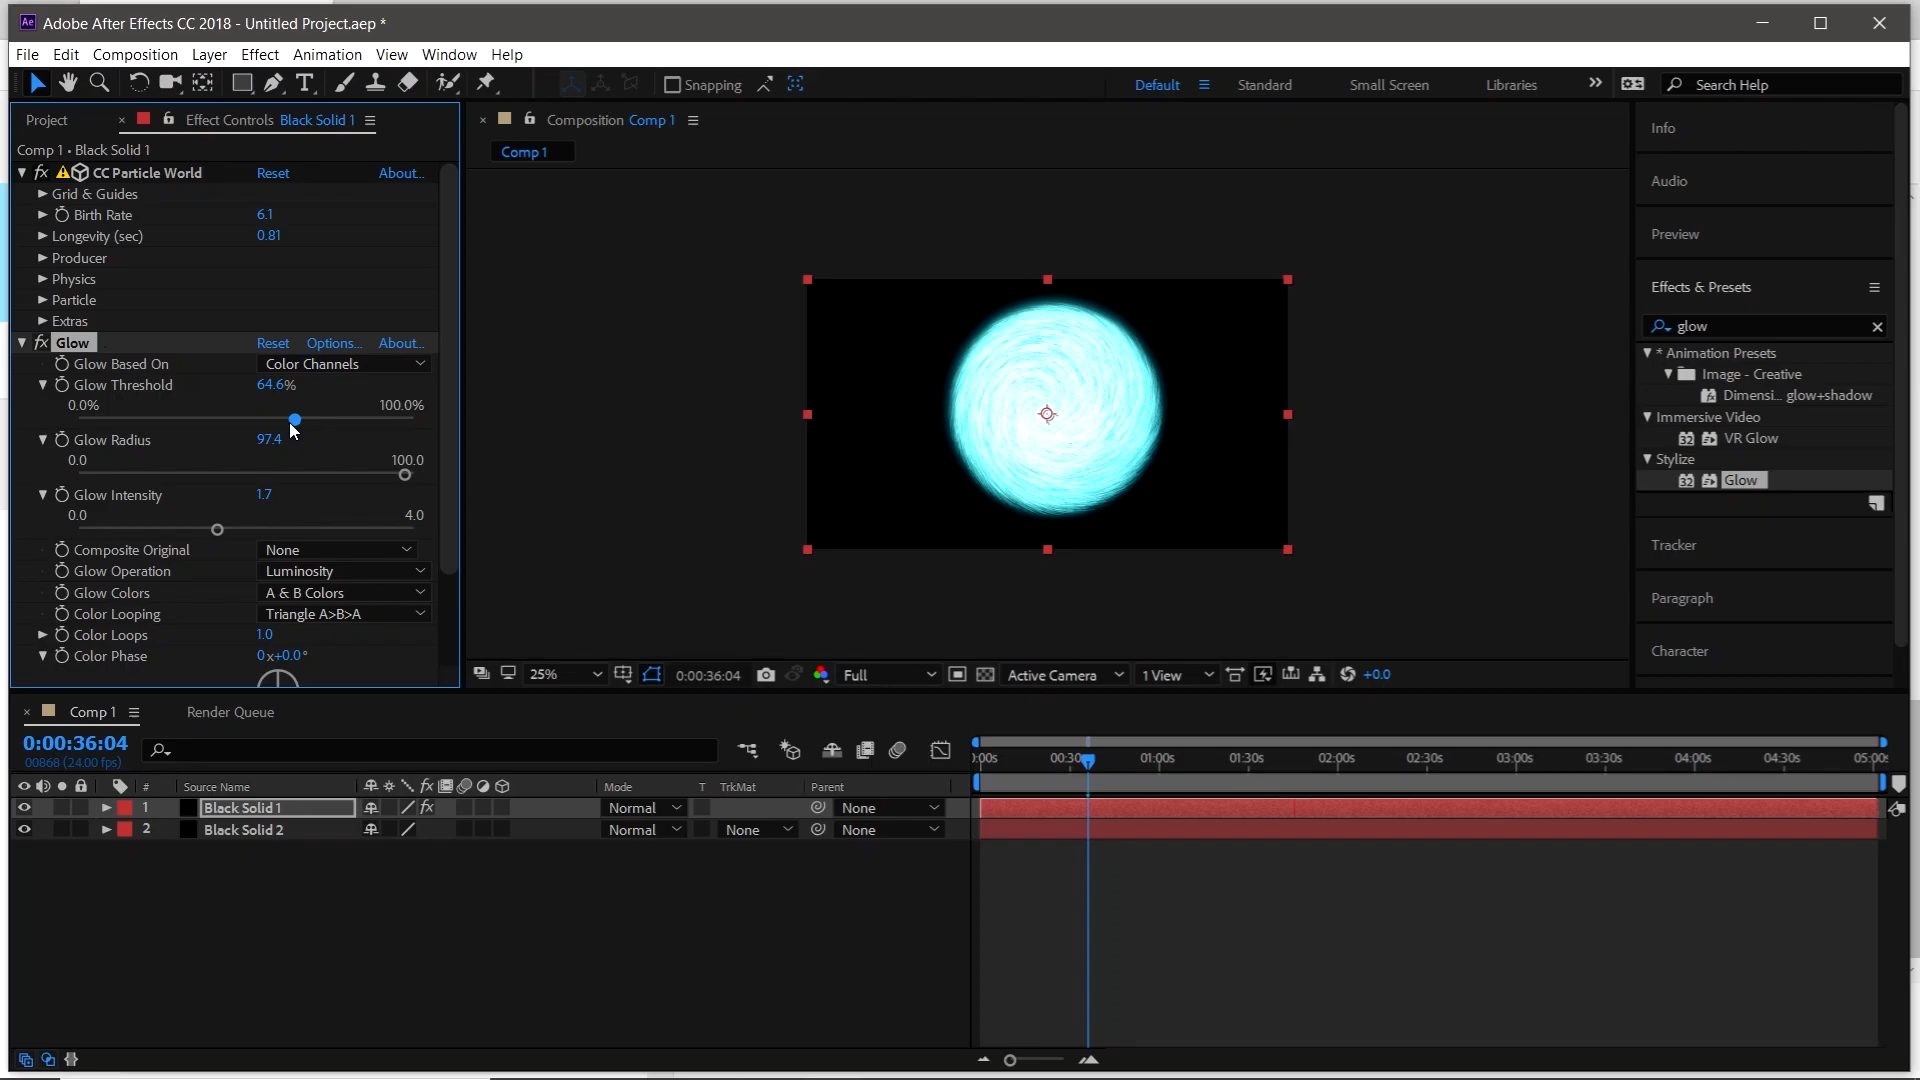 Adobe After Effects CC 2018 - Untitled Project.aep *
File Edit Composition Layer Effect Animation View Window Help
Snapping Default Standard Small Screen Libraries Search Help
Project Effect Controls Black Solid 1
Comp 1 • Black Solid 1
CC Particle World Reset About...
Grid & Guides
Birth Rate 6.1
Longevity (sec) 0.81
Producer
Physics
Particle
Extras
Glow Reset Options... About...
Glow Based On Color Channels
Glow Threshold 64.6%
0.0% 100.0%
Glow Radius 97.4
0.0 100.0
Glow Intensity 1.7
0.0 4.0
Composite Original None
Glow Operation Luminosity
Glow Colors A & B Colors
Color Looping Triangle A>B>A
Color Loops 1.0
Color Phase 0x+0.0°
Composition Comp 1
Comp 1
25% 0:00:36:04 Full Active Camera 1 View +0.0
Info
Audio
Preview
Effects & Presets
glow
* Animation Presets
Image - Creative
Dimensi... glow+shadow
Immersive Video
32 VR Glow
Stylize
32 Glow
Tracker
Paragraph
Character
Comp 1 Render Queue
0:00:36:04
00868 (24.00 fps)
):00s 00:30 01:00s 01:30s 02:00s 02:30s 03:00s 03:30s 04:00s 04:30s 05:00s
# Source Name fx Mode T TrkMat Parent
1 Black Solid 1 fx Normal None
2 Black Solid 2 Normal None None